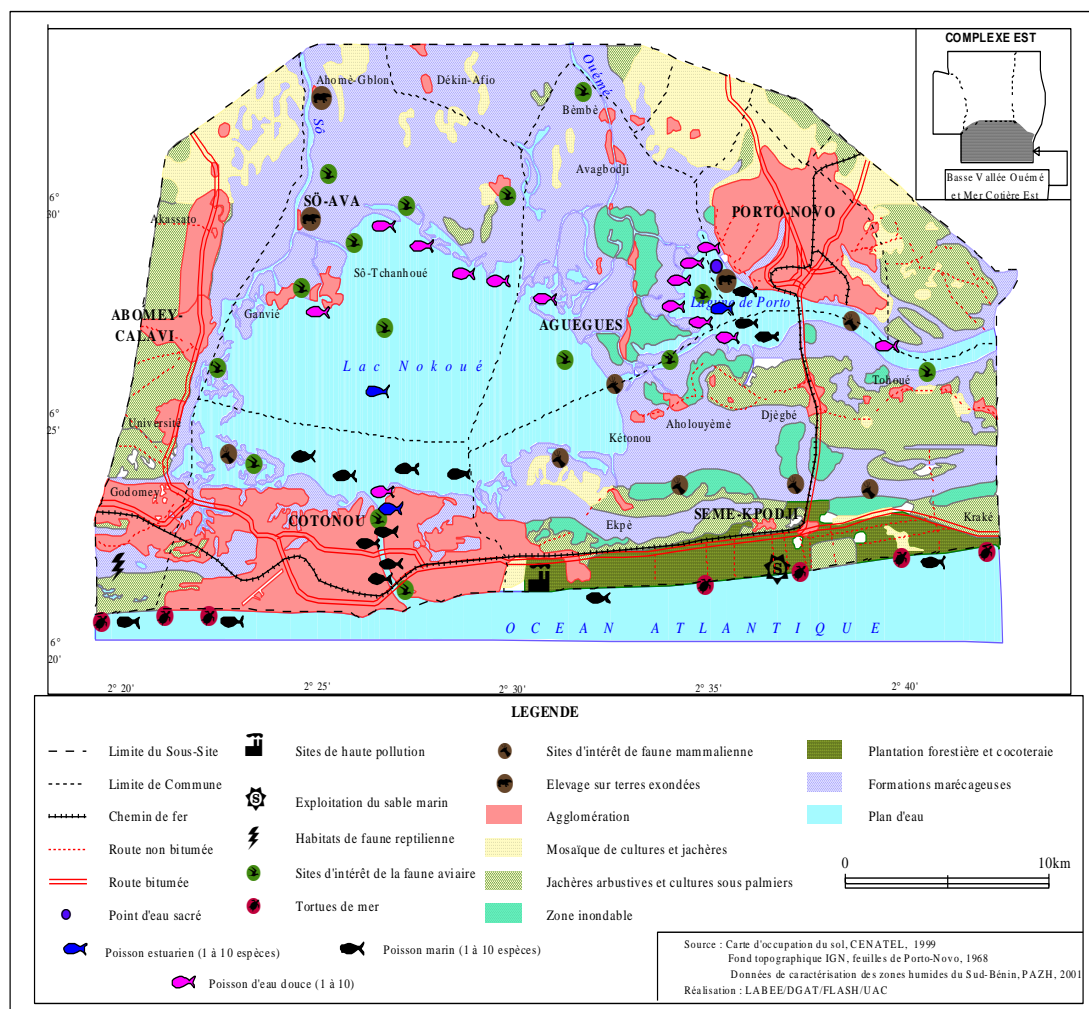 COMPLEXE EST
Basse Vallée Ouémé
et Mer Cotière Est
Ahomè-Gblon
Dékin-Afio
Ouémé
Bèmbè
Sô
Avagbodji
6°
30'
SÖ-AVA
Akassato
PORTO-NOVO
Sô-Tchanhoué
Ganvié
Lagune de Porto
ABOMEY-
CALAVI
AGUEGUES
Lac Nokoué
Tohoué
6°
25'
Université
Djègbé
Aholouyèmè
Kétonou
Godomey
COTONOU
SEME-KPODJI
Ekpè
Kraké
6°
20'
OCEAN ATLANTIQUE
2° 20'
2° 25'
2° 30'
2° 35'
2° 40'
LEGENDE
Limite du Sous-Site
Limite de Commune
Chemin de fer
Route non bitumée
Route bitumée
Point d'eau sacré
Poisson estuarien (1 à 10 espèces)
Poisson marin (1 à 10 espèces)
Poisson d'eau douce (1 à 10)
Sites de haute pollution
S
Exploitation du sable marin
Habitats de faune reptilienne
Sites d'intérêt de la faune aviaire
Tortues de mer
Sites d'intérêt de faune mammalienne
Elevage sur terres exondées
Agglomération
Mosaïque de cultures et jachères
Jachères arbustives et cultures sous palmiers
Zone inondable
Plantation forestière et cocoteraie
Formations marécageuses
Plan d'eau
0
10km
Source : Carte d'occupation du sol, CENATEL, 1999
Fond topographique IGN, feuilles de Porto-Novo, 1968
Données de caractérisation des zones humides du Sud-Bénin, PAZH, 2001
Réalisation : LABEE/DGAT/FLASH/UAC
S